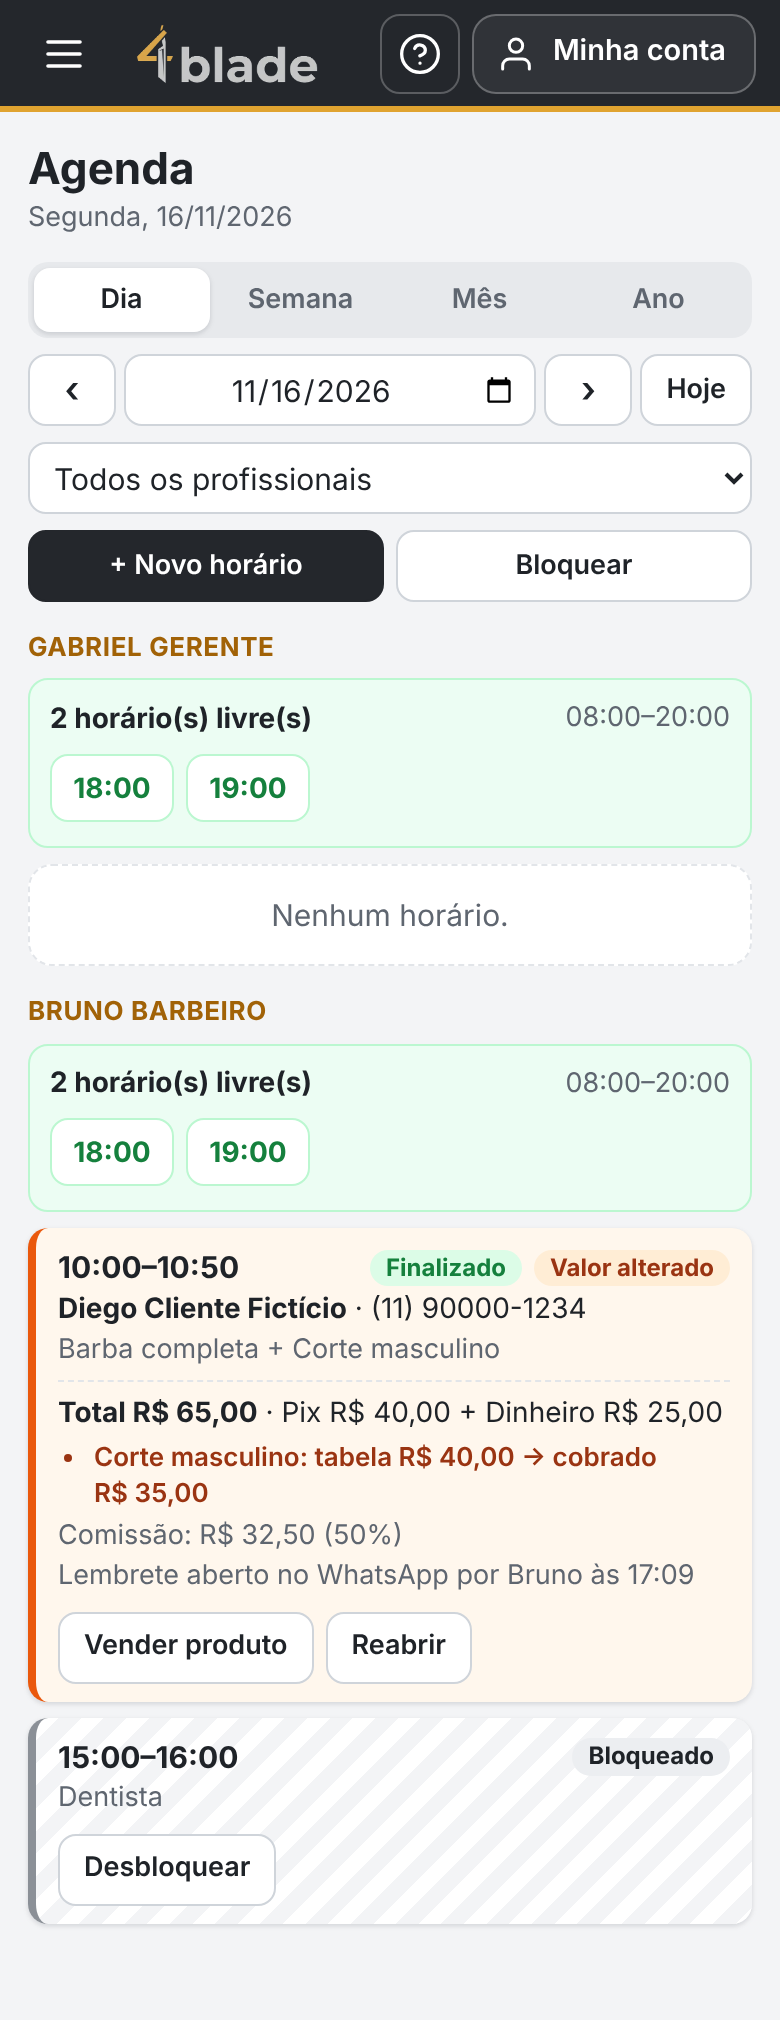 4blade
Minha conta
Agenda
Segunda, 16/11/2026
Dia Semana Mês Ano
‹ 11/16/2026 › Hoje
Todos os profissionais
+ Novo horário Bloquear
GABRIEL GERENTE
2 horário(s) livre(s) 08:00–20:00
18:00 19:00
Nenhum horário.
BRUNO BARBEIRO
2 horário(s) livre(s) 08:00–20:00
18:00 19:00
10:00–10:50 Finalizado Valor alterado
Diego Cliente Fictício · (11) 90000-1234
Barba completa + Corte masculino
Total R$ 65,00 · Pix R$ 40,00 + Dinheiro R$ 25,00
• Corte masculino: tabela R$ 40,00 → cobrado
R$ 35,00
Comissão: R$ 32,50 (50%)
Lembrete aberto no WhatsApp por Bruno às 17:09
Vender produto Reabrir
15:00–16:00 Bloqueado
Dentista
Desbloquear